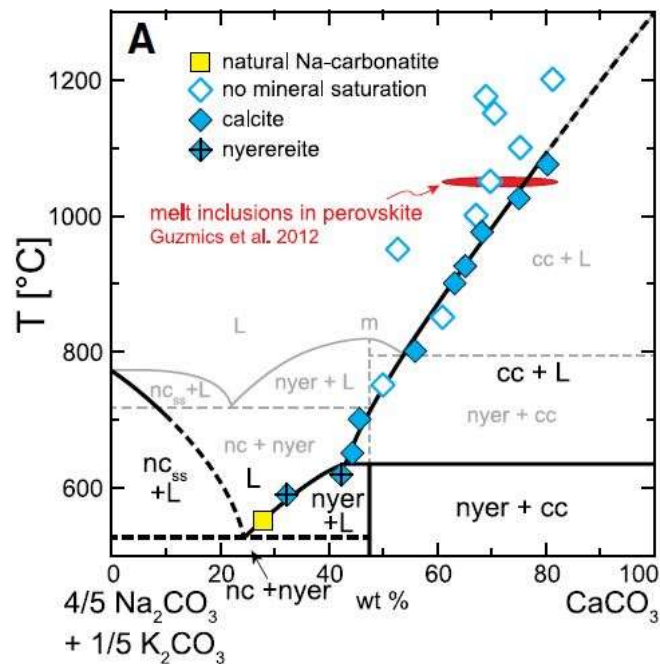 A
natural Na-carbonatite
no mineral saturation
calcite
nyerereite
melt inclusions in perovskite
Guzmics et al. 2012
T [°C]
1200
1000
800
600
cc + L
L
m
nc_ss+L
nyer + L
cc + L
nc + nyer
nyer + cc
nc_ss
+L
L
nyer
+L
nyer + cc
nc +nyer
0 20 40 60 80 100
4/5 Na₂CO₃
+ 1/5 K₂CO₃
wt %
CaCO₃